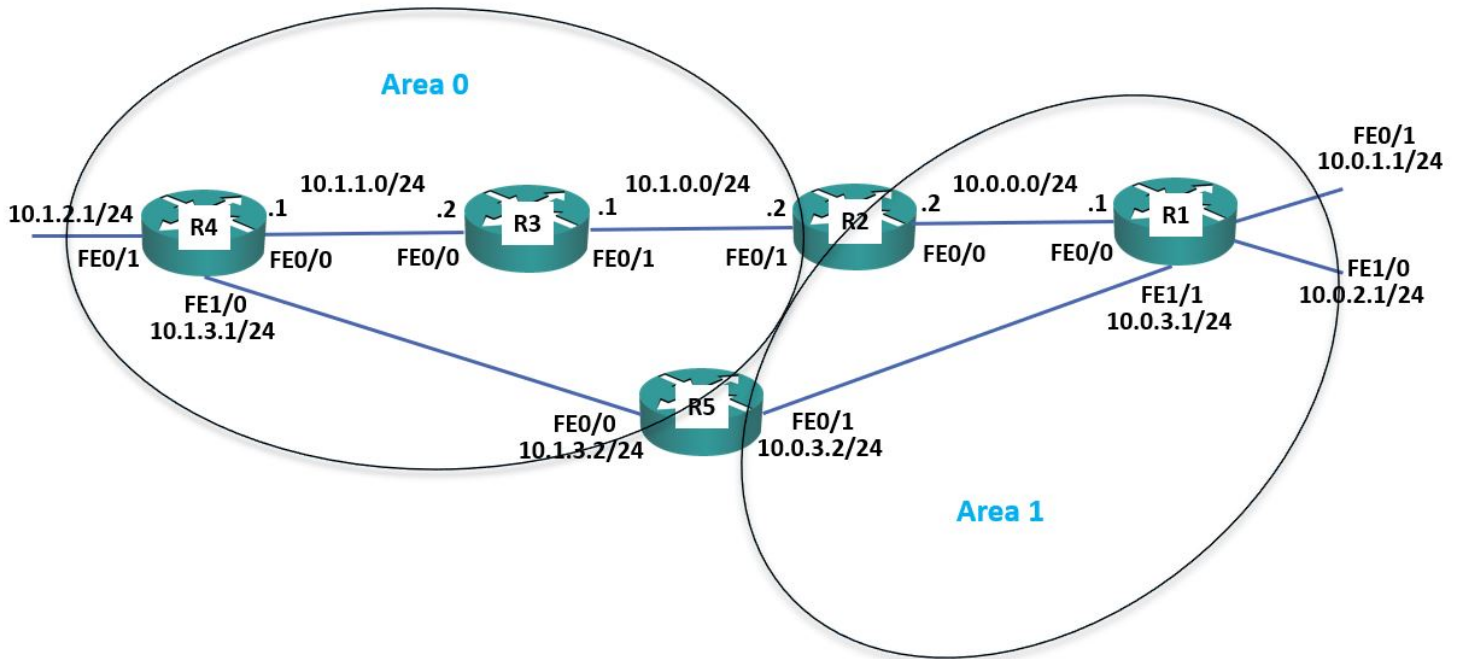 Area 0
FE0/1
10.0.1.1/24
10.1.1.0/24
10.1.0.0/24
10.0.0.0/24
10.1.2.1/24
R4
.1
.2
R3
.1
.2
R2
.2
.1
R1
FE0/1
FE0/0
FE0/0
FE0/1
FE0/1
FE0/0
FE0/0
FE1/0
10.0.2.1/24
FE1/0
10.1.3.1/24
FE1/1
10.0.3.1/24
R5
FE0/0
10.1.3.2/24
FE0/1
10.0.3.2/24
Area 1